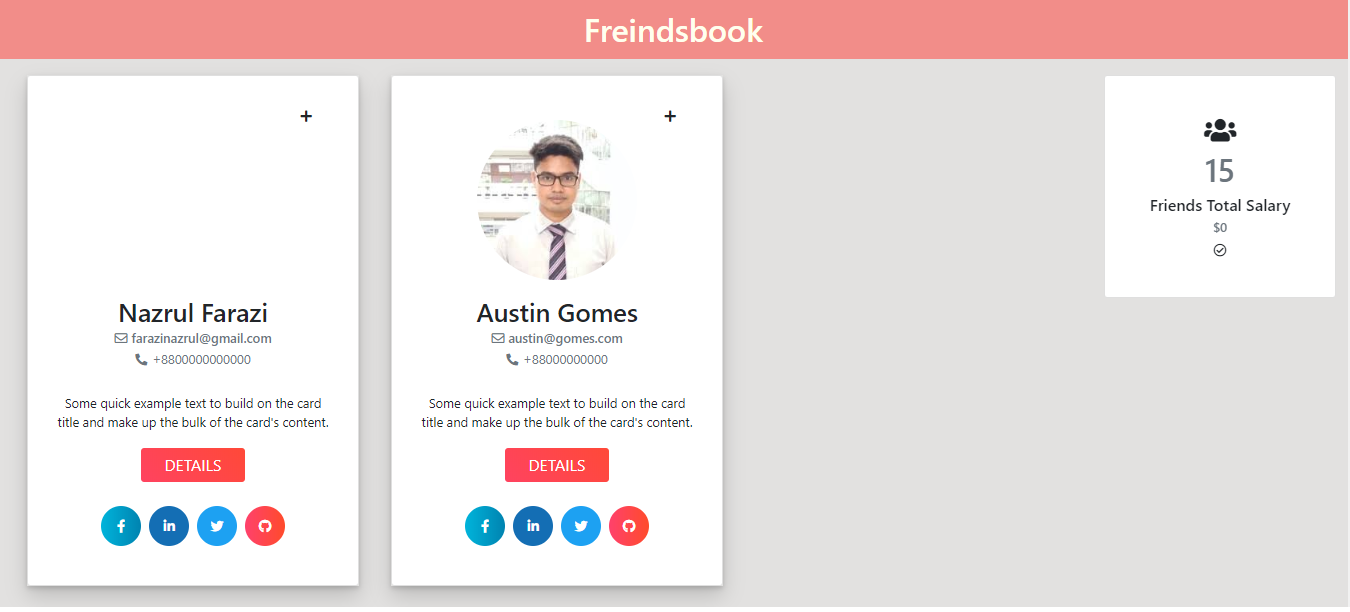 Freindsbook
Nazrul Farazi
farazinazrul@gmail.com
+8800000000000
Some quick example text to build on the card
title and make up the bulk of the card's content.
DETAILS
Austin Gomes
austin@gomes.com
+88000000000
Some quick example text to build on the card
title and make up the bulk of the card's content.
DETAILS
15
Friends Total Salary
$0